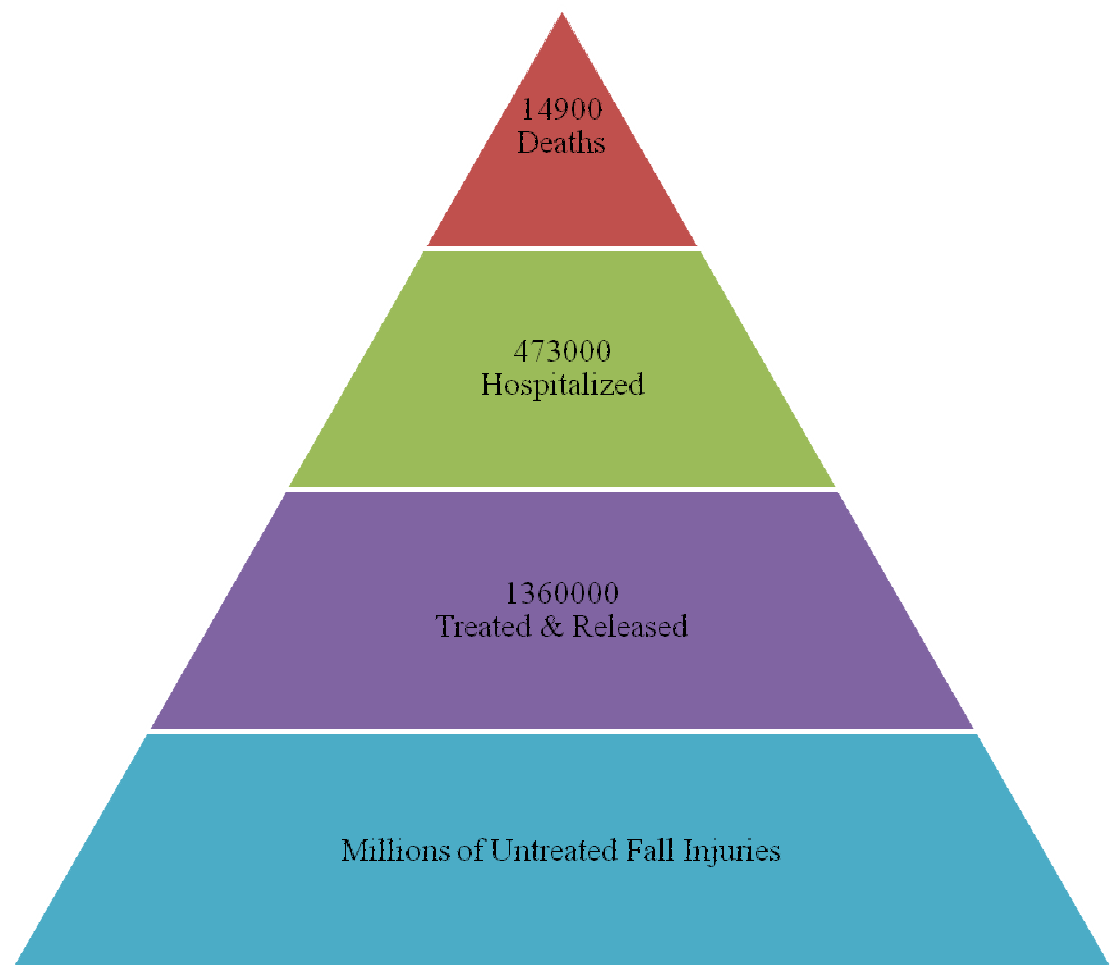 14900
Deaths
473000
Hospitalized
1360000
Treated & Released
Millions of Untreated Fall Injuries